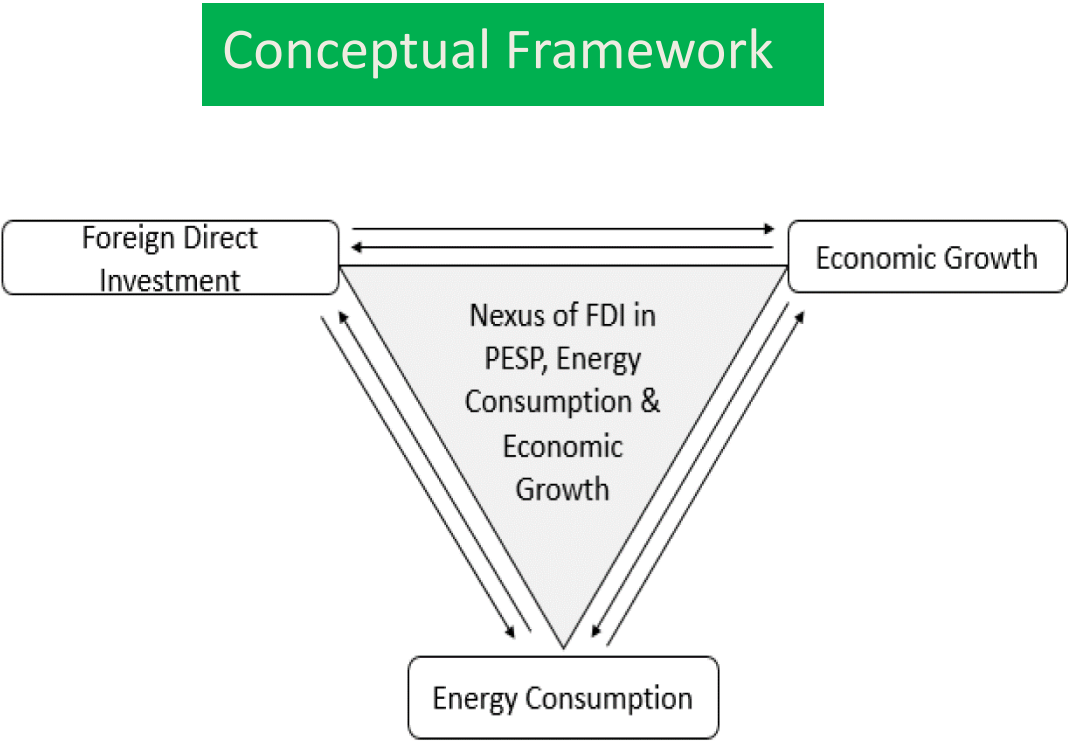 Conceptual Framework
Foreign Direct
Investment
Economic Growth
Nexus of FDI in
PESP, Energy
Consumption &
Economic
Growth
Energy Consumption